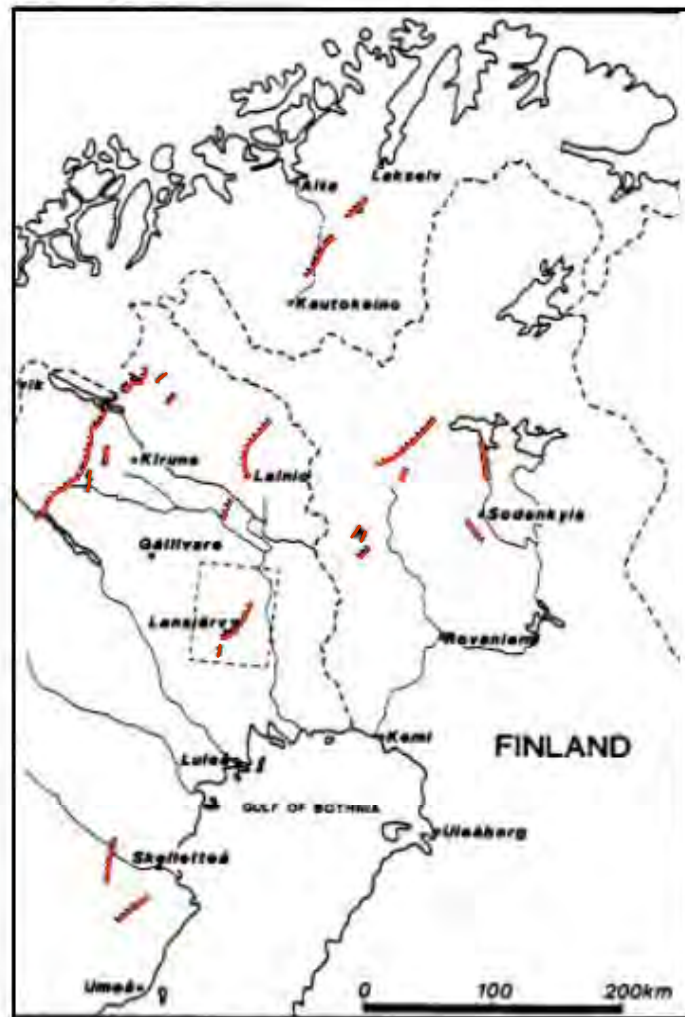 Alta
Lakselv
Kautokeino
vik
Kiruna
Lainio
Sodankylä
Gällivare
Lansjärv
Rovaniemi
Kemi
FINLAND
Luleå
GULF OF BOTHNIA
Uleåborg
Skellefteå
Umeå
0 100 200km